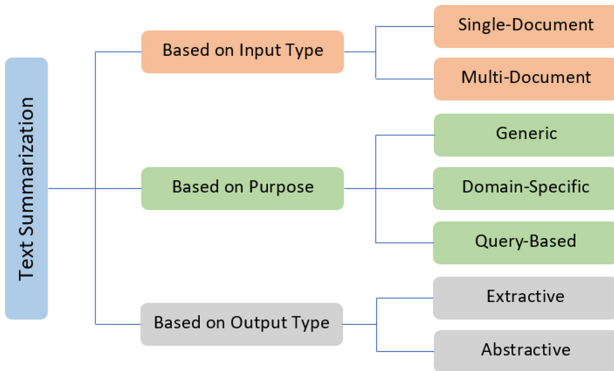 Text Summarization
Based on Input Type
Single-Document
Multi-Document
Based on Purpose
Generic
Domain-Specific
Query-Based
Based on Output Type
Extractive
Abstractive